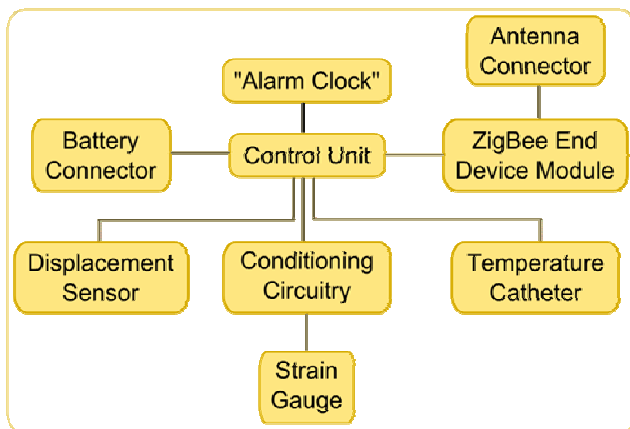 Antenna
Connector
"Alarm Clock"
Battery
Connector
Control Unit
ZigBee End
Device Module
Displacement
Sensor
Conditioning
Circuitry
Temperature
Catheter
Strain
Gauge